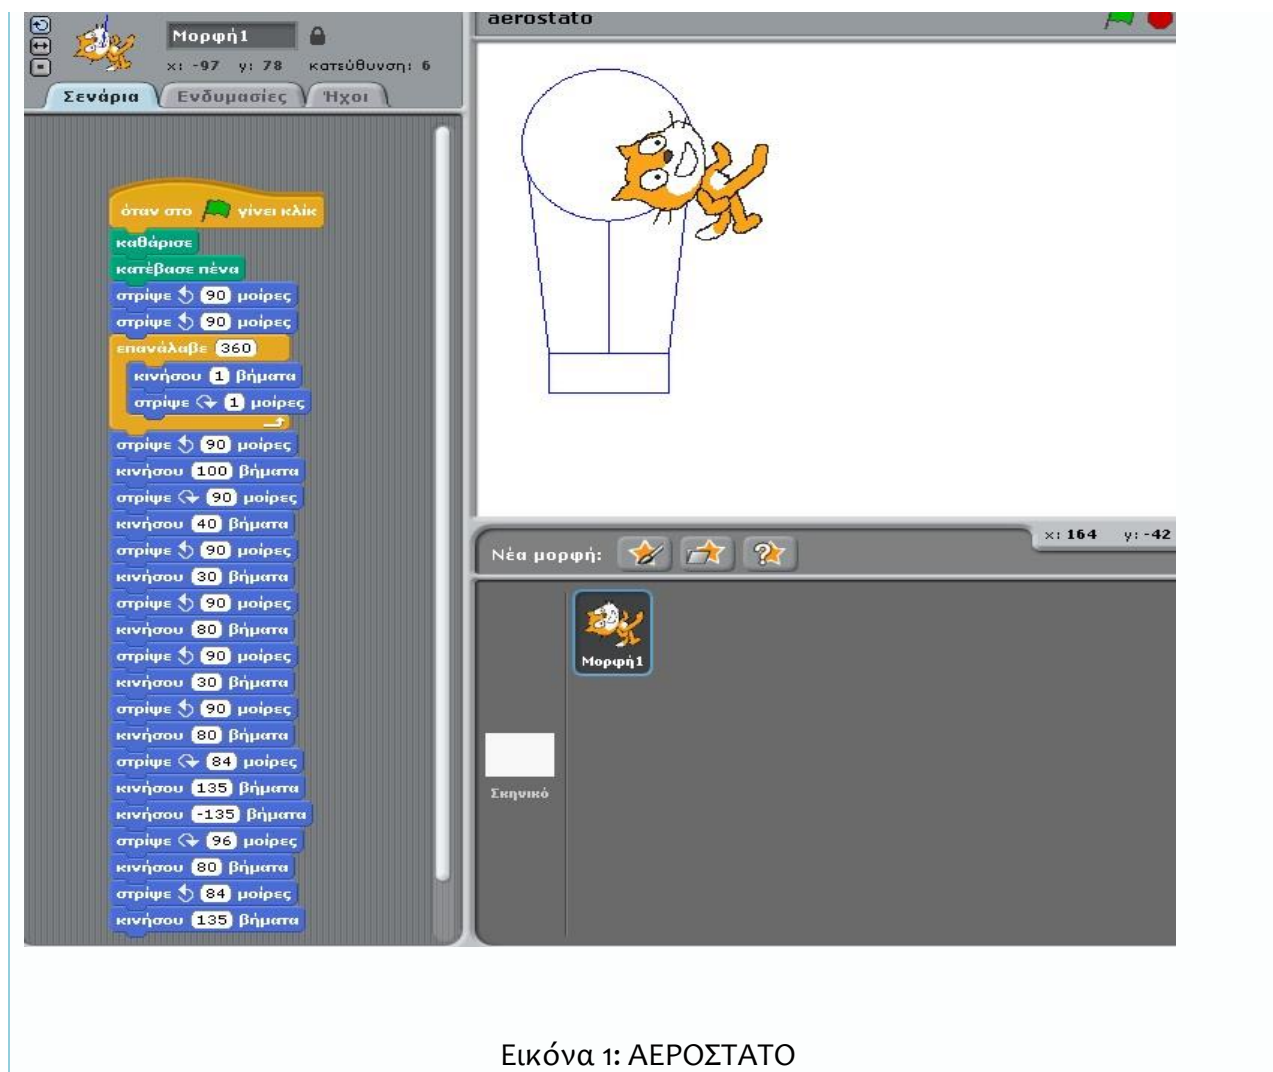 aerostato
Μορφή1
x: -97 y: 78 κατεύθυνση: 6
Σενάρια Ενδυμασίες Ήχοι
όταν στο γίνει κλίκ
καθάρισε
κατέβασε πένα
στρίψε 90 μοίρες
στρίψε 90 μοίρες
επανάλαβε 360
κινήσου 1 βήματα
στρίψε 1 μοίρες
στρίψε 90 μοίρες
κινήσου 100 βήματα
στρίψε 90 μοίρες
κινήσου 40 βήματα
στρίψε 90 μοίρες
κινήσου 30 βήματα
στρίψε 90 μοίρες
κινήσου 80 βήματα
στρίψε 90 μοίρες
κινήσου 30 βήματα
στρίψε 90 μοίρες
κινήσου 80 βήματα
στρίψε 84 μοίρες
κινήσου 135 βήματα
κινήσου -135 βήματα
στρίψε 96 μοίρες
κινήσου 80 βήματα
στρίψε 84 μοίρες
κινήσου 135 βήματα
x: 164 y: -42
Νέα μορφή:
Μορφή1
Σκηνικό
Εικόνα 1: ΑΕΡΟΣΤΑΤΟ